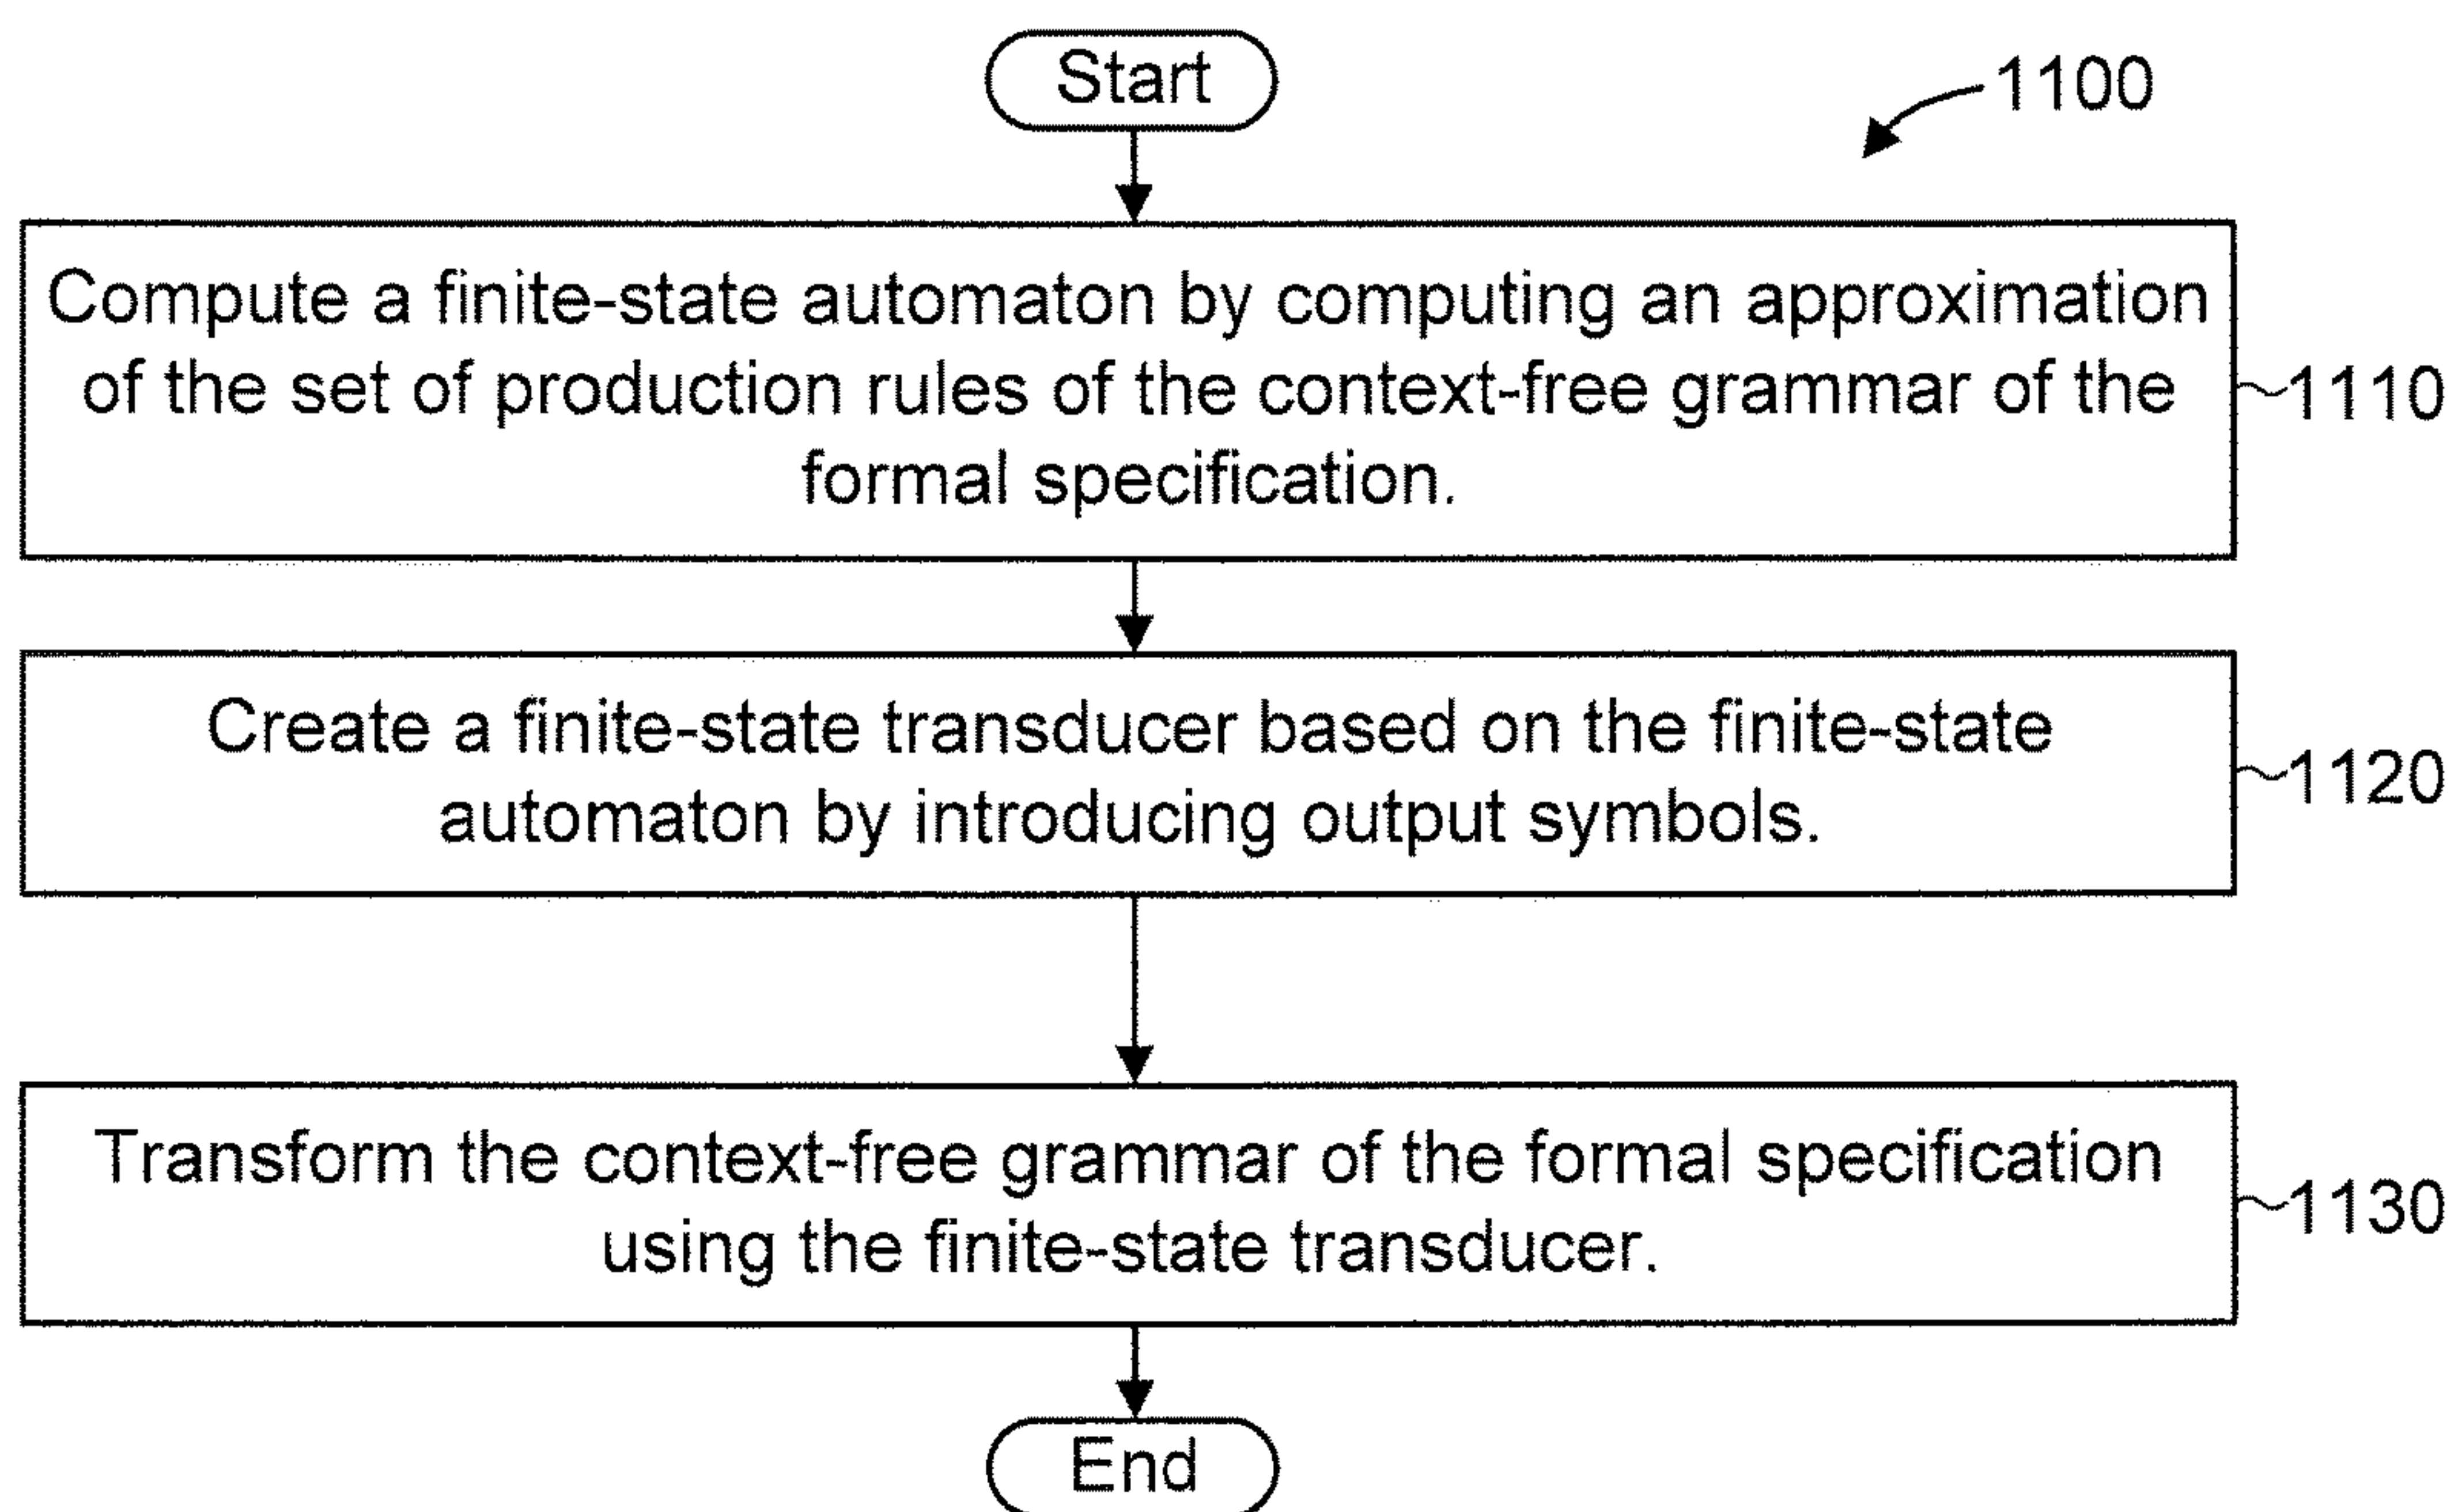 Start
1100
Compute a finite-state automaton by computing an approximation
of the set of production rules of the context-free grammar of the
formal specification.
1110
Create a finite-state transducer based on the finite-state
automaton by introducing output symbols.
1120
Transform the context-free grammar of the formal specification
using the finite-state transducer.
1130
End